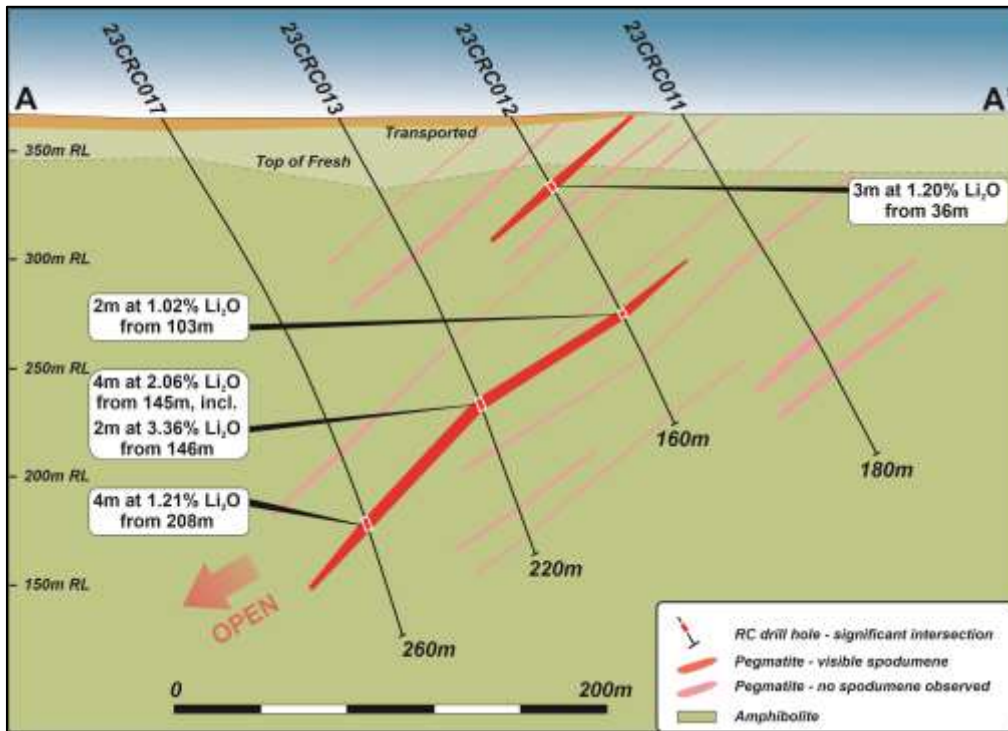 23CRC017
23CRC013
23CRC012
23CRC011
A
A'
Transported
Top of Fresh
350m RL
300m RL
250m RL
200m RL
150m RL
3m at 1.20% Li₂O
from 36m
2m at 1.02% Li₂O
from 103m
4m at 2.06% Li₂O
from 145m, incl.
2m at 3.36% Li₂O
from 146m
4m at 1.21% Li₂O
from 208m
160m
180m
220m
260m
OPEN
0
200m
RC drill hole - significant intersection
Pegmatite - visible spodumene
Pegmatite - no spodumene observed
Amphibolite